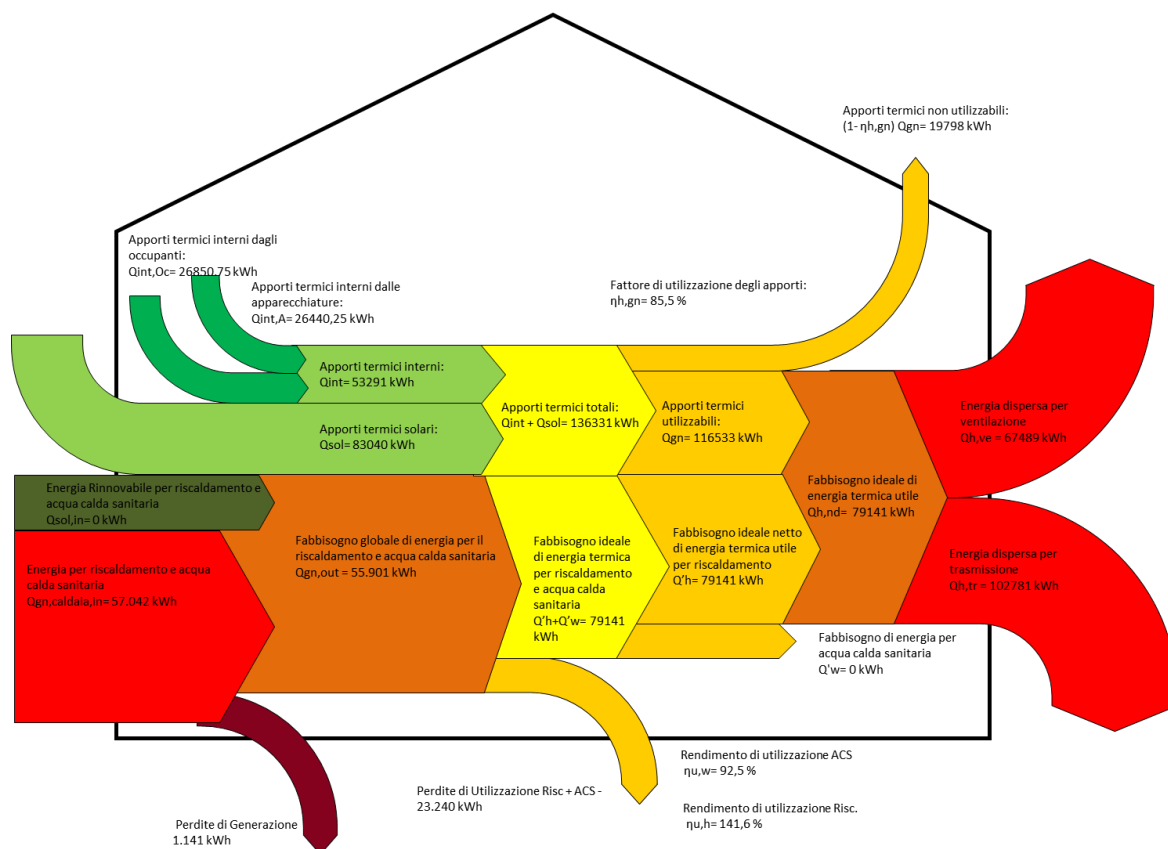 Apporti termici non utilizzabili:
(1- ηh,gn) Qgn= 19798 kWh
Apporti termici interni dagli
occupanti:
Qint,Oc= 26850,75 kWh
Apporti termici interni dalle
apparecchiature:
Qint,A= 26440,25 kWh
Fattore di utilizzazione degli apporti:
ηh,gn= 85,5 %
Apporti termici interni:
Qint= 53291 kWh
Apporti termici solari:
Qsol= 83040 kWh
Apporti termici totali:
Qint + Qsol= 136331 kWh
Apporti termici
utilizzabili:
Qgn= 116533 kWh
Energia dispersa per
ventilazione
Qh,ve = 67489 kWh
Energia Rinnovabile per riscaldamento e
acqua calda sanitaria
Qsol,in= 0 kWh
Fabbisogno ideale di
energia termica utile
Qh,nd= 79141 kWh
Energia per riscaldamento e acqua
calda sanitaria
Qgn,caldaia,in= 57.042 kWh
Fabbisogno globale di energia per il
riscaldamento e acqua calda sanitaria
Qgn,out = 55.901 kWh
Fabbisogno ideale
di energia termica
per riscaldamento
e acqua calda
sanitaria
Q'h+Q'w= 79141
kWh
Fabbisogno ideale netto
di energia termica utile
per riscaldamento
Q'h= 79141 kWh
Energia dispersa per
trasmissione
Qh,tr= 102781 kWh
Fabbisogno di energia per
acqua calda sanitaria
Q'w= 0 kWh
Rendimento di utilizzazione ACS
ηu,w= 92,5 %
Perdite di Utilizzazione Risc + ACS -
23.240 kWh
Rendimento di utilizzazione Risc.
ηu,h= 141,6 %
Perdite di Generazione
1.141 kWh